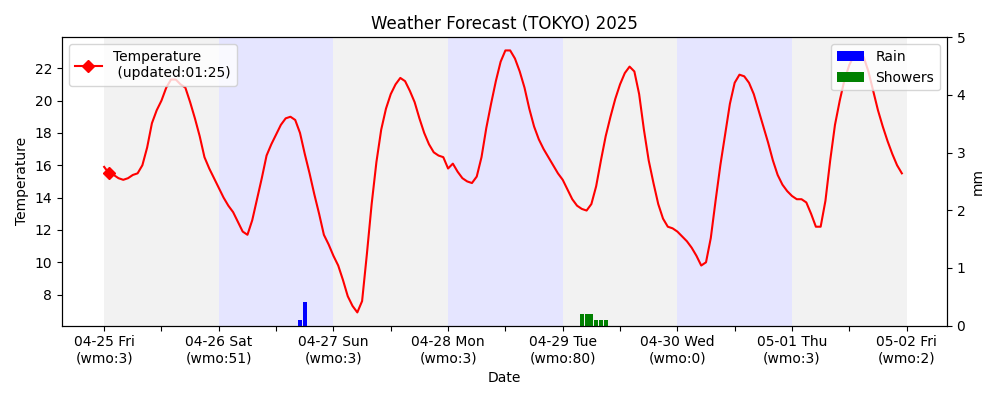 Weather Forecast (TOKYO) 2025
Temperature
(updated:01:25)
Rain
Showers
Temperature
22
20
18
16
14
12
10
8
5
4
3
2
1
0
mm
04-25 Fri
(wmo:3)
04-26 Sat
(wmo:51)
04-27 Sun
(wmo:3)
04-28 Mon
(wmo:3)
04-29 Tue
(wmo:80)
04-30 Wed
(wmo:0)
05-01 Thu
(wmo:3)
05-02 Fri
(wmo:2)
Date